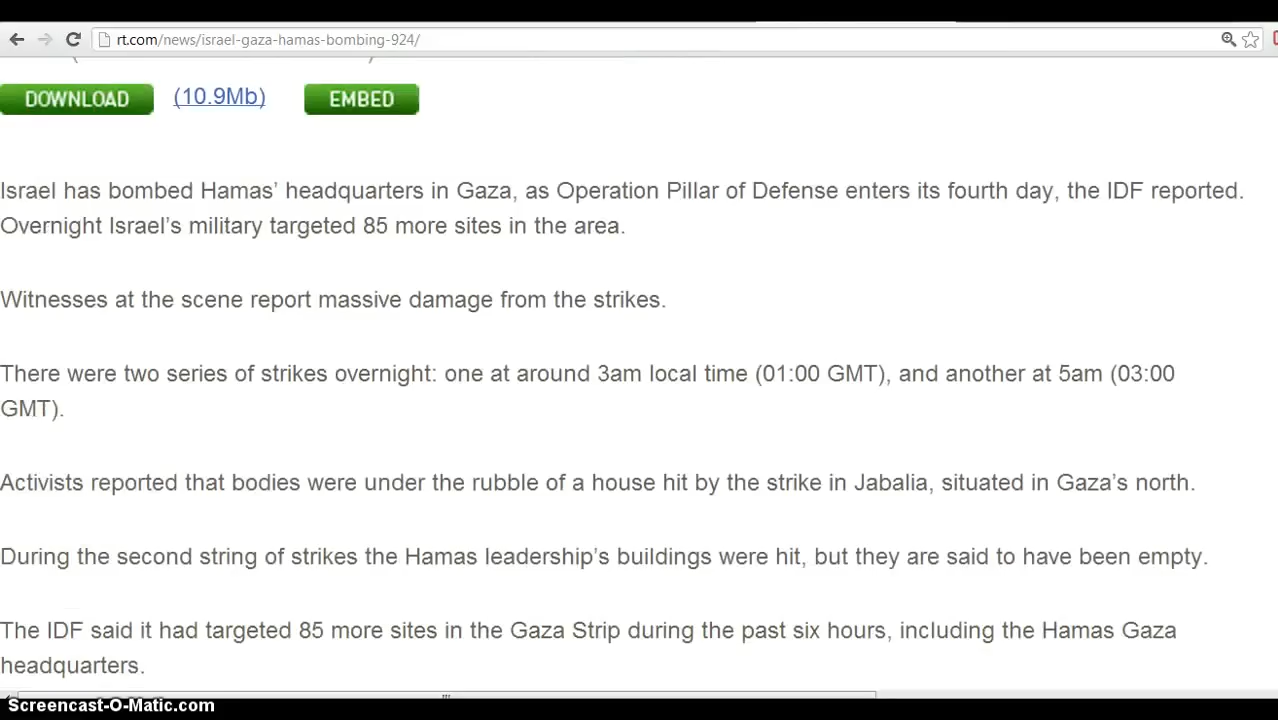 rt.com/news/israel-gaza-hamas-bombing-924/
DOWNLOAD (10.9Mb) EMBED
Israel has bombed Hamas’ headquarters in Gaza, as Operation Pillar of Defense enters its fourth day, the IDF reported.
Overnight Israel’s military targeted 85 more sites in the area.
Witnesses at the scene report massive damage from the strikes.
There were two series of strikes overnight: one at around 3am local time (01:00 GMT), and another at 5am (03:00
GMT).
Activists reported that bodies were under the rubble of a house hit by the strike in Jabalia, situated in Gaza’s north.
During the second string of strikes the Hamas leadership’s buildings were hit, but they are said to have been empty.
The IDF said it had targeted 85 more sites in the Gaza Strip during the past six hours, including the Hamas Gaza
headquarters.
Screencast-O-Matic.com